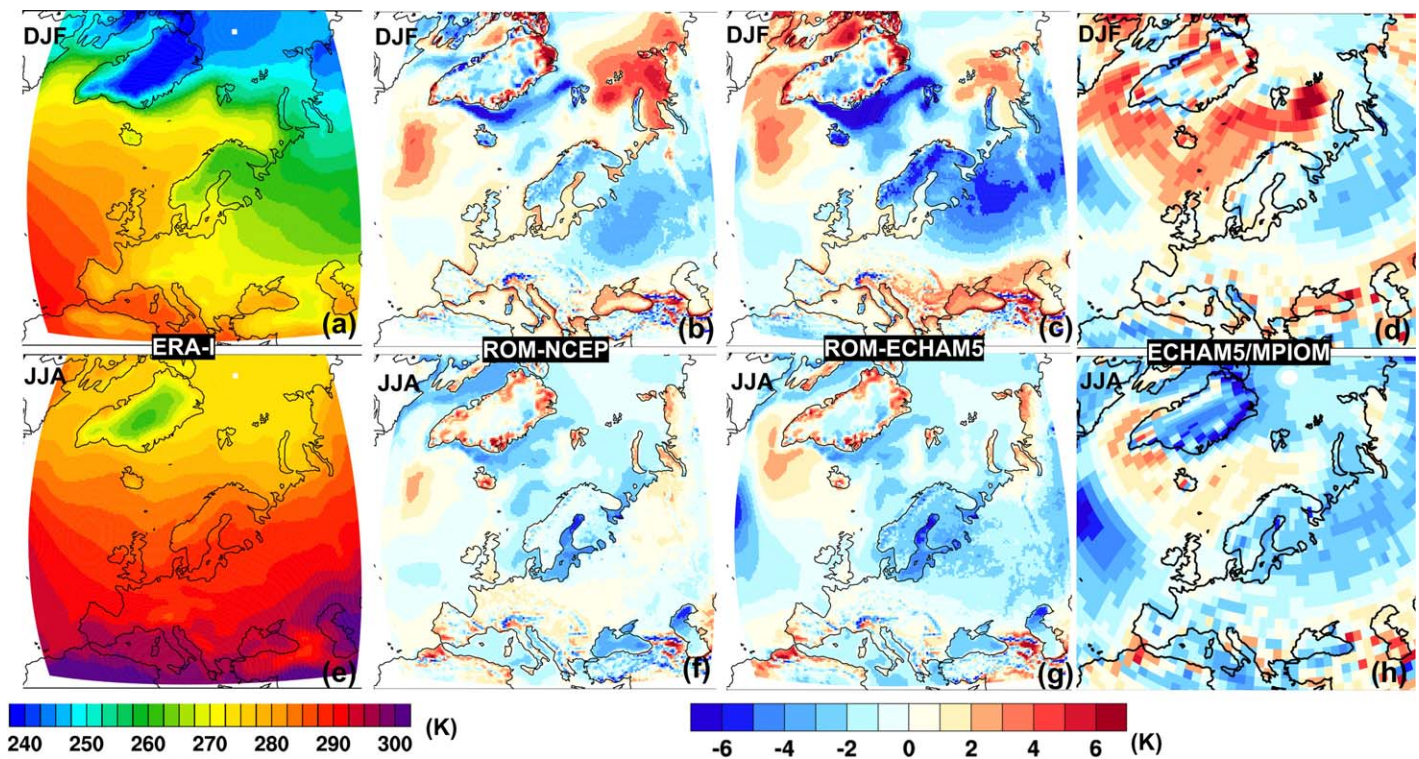 DJF DJF DJF DJF
(a) (b) (c) (d)
ERA-I ROM-NCEP ROM-ECHAM5 ECHAM5/MPIOM
JJA JJA JJA JJA
(e) (f) (g) (h)
240 250 260 270 280 290 300 (K)
-6 -4 -2 0 2 4 6 (K)